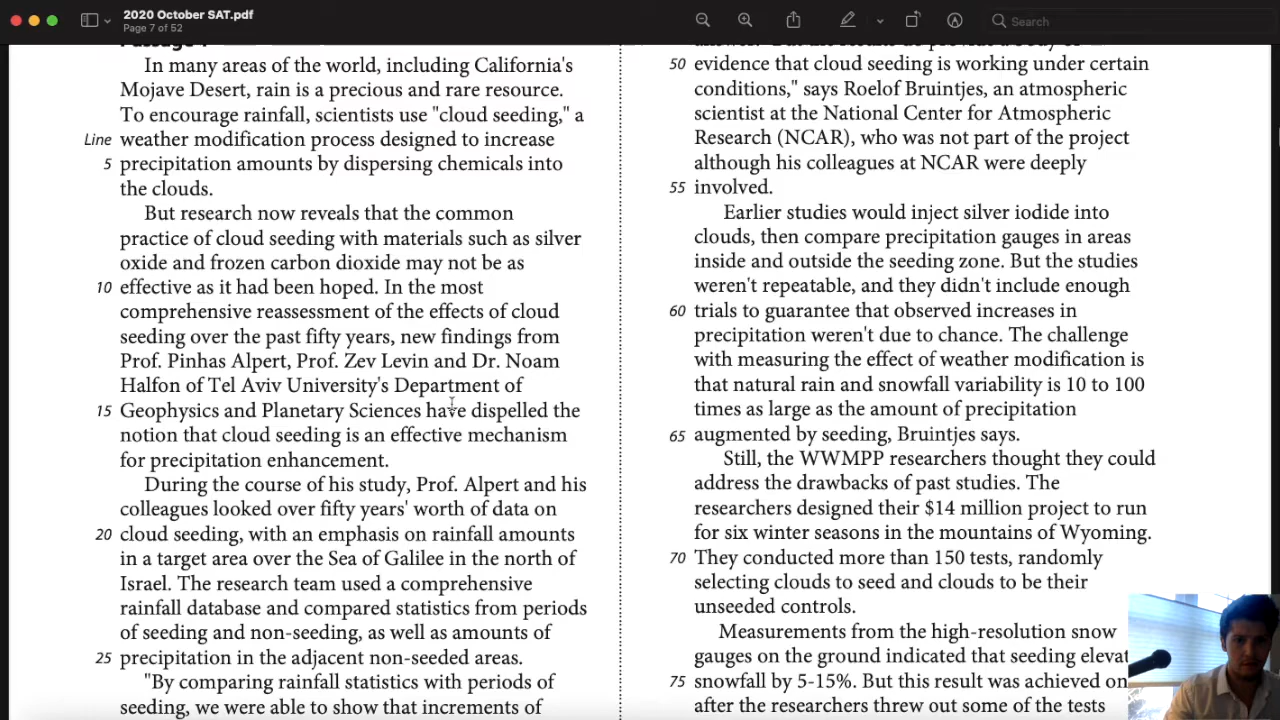 2020 October SAT.pdf
Page 7 of 52
Search
In many areas of the world, including California's
Mojave Desert, rain is a precious and rare resource.
To encourage rainfall, scientists use "cloud seeding," a
Line weather modification process designed to increase
5 precipitation amounts by dispersing chemicals into
the clouds.
But research now reveals that the common
practice of cloud seeding with materials such as silver
oxide and frozen carbon dioxide may not be as
10 effective as it had been hoped. In the most
comprehensive reassessment of the effects of cloud
seeding over the past fifty years, new findings from
Prof. Pinhas Alpert, Prof. Zev Levin and Dr. Noam
Halfon of Tel Aviv University's Department of
15 Geophysics and Planetary Sciences have dispelled the
notion that cloud seeding is an effective mechanism
for precipitation enhancement.
During the course of his study, Prof. Alpert and his
colleagues looked over fifty years' worth of data on
20 cloud seeding, with an emphasis on rainfall amounts
in a target area over the Sea of Galilee in the north of
Israel. The research team used a comprehensive
rainfall database and compared statistics from periods
of seeding and non-seeding, as well as amounts of
25 precipitation in the adjacent non-seeded areas.
"By comparing rainfall statistics with periods of
seeding, we were able to show that increments of
50 evidence that cloud seeding is working under certain
conditions," says Roelof Bruintjes, an atmospheric
scientist at the National Center for Atmospheric
Research (NCAR), who was not part of the project
although his colleagues at NCAR were deeply
55 involved.
Earlier studies would inject silver iodide into
clouds, then compare precipitation gauges in areas
inside and outside the seeding zone. But the studies
weren't repeatable, and they didn't include enough
60 trials to guarantee that observed increases in
precipitation weren't due to chance. The challenge
with measuring the effect of weather modification is
that natural rain and snowfall variability is 10 to 100
times as large as the amount of precipitation
65 augmented by seeding, Bruintjes says.
Still, the WWMPP researchers thought they could
address the drawbacks of past studies. The
researchers designed their $14 million project to run
for six winter seasons in the mountains of Wyoming.
70 They conducted more than 150 tests, randomly
selecting clouds to seed and clouds to be their
unseeded controls.
Measurements from the high-resolution snow
gauges on the ground indicated that seeding elevat
75 snowfall by 5-15%. But this result was achieved on
after the researchers threw out some of the tests